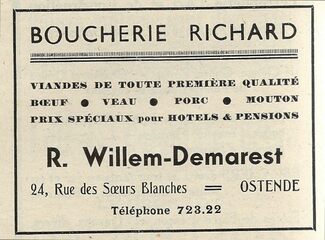 BOUCHERIE RICHARD
VIANDES DE TOUTE PREMIÈRE QUALITÉ
BŒUF ● VEAU ● PORC ● MOUTON
PRIX SPÉCIAUX pour HOTELS & PENSIONS
R. Willem-Demarest
24, Rue des Sœurs Blanches = OSTENDE
Téléphone 723.22